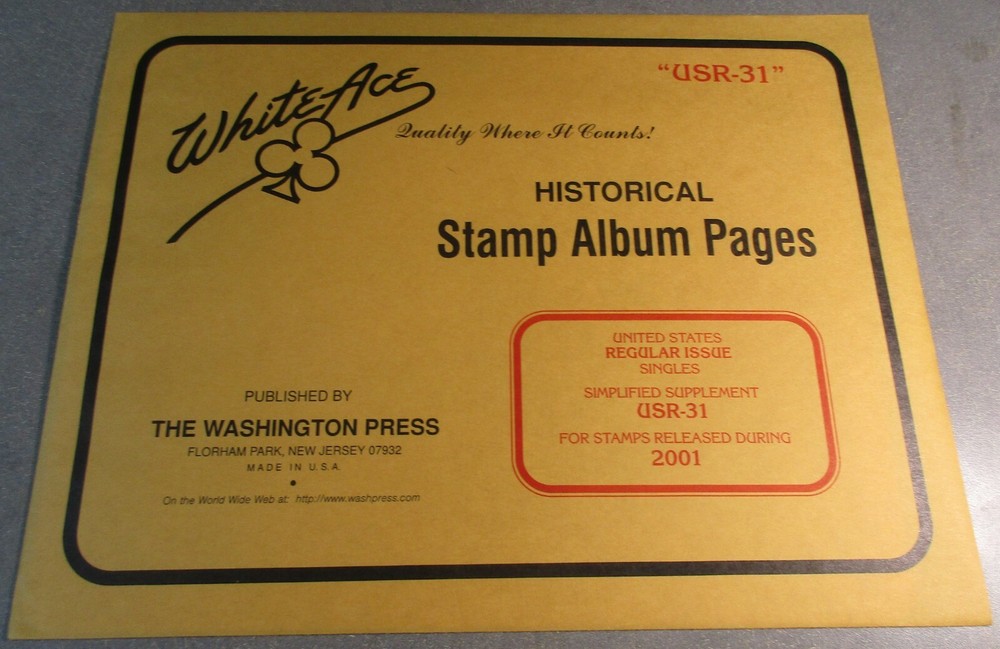 "USR-31"
WhiteAce
Quality Where It Counts!
HISTORICAL
Stamp Album Pages
UNITED STATES
REGULAR ISSUE
SINGLES
SIMPLIFIED SUPPLEMENT
USR-31
FOR STAMPS RELEASED DURING
2001
PUBLISHED BY
THE WASHINGTON PRESS
FLORHAM PARK, NEW JERSEY 07932
MADE IN U.S.A.
•
On the World Wide Web at: http://www.washpress.com